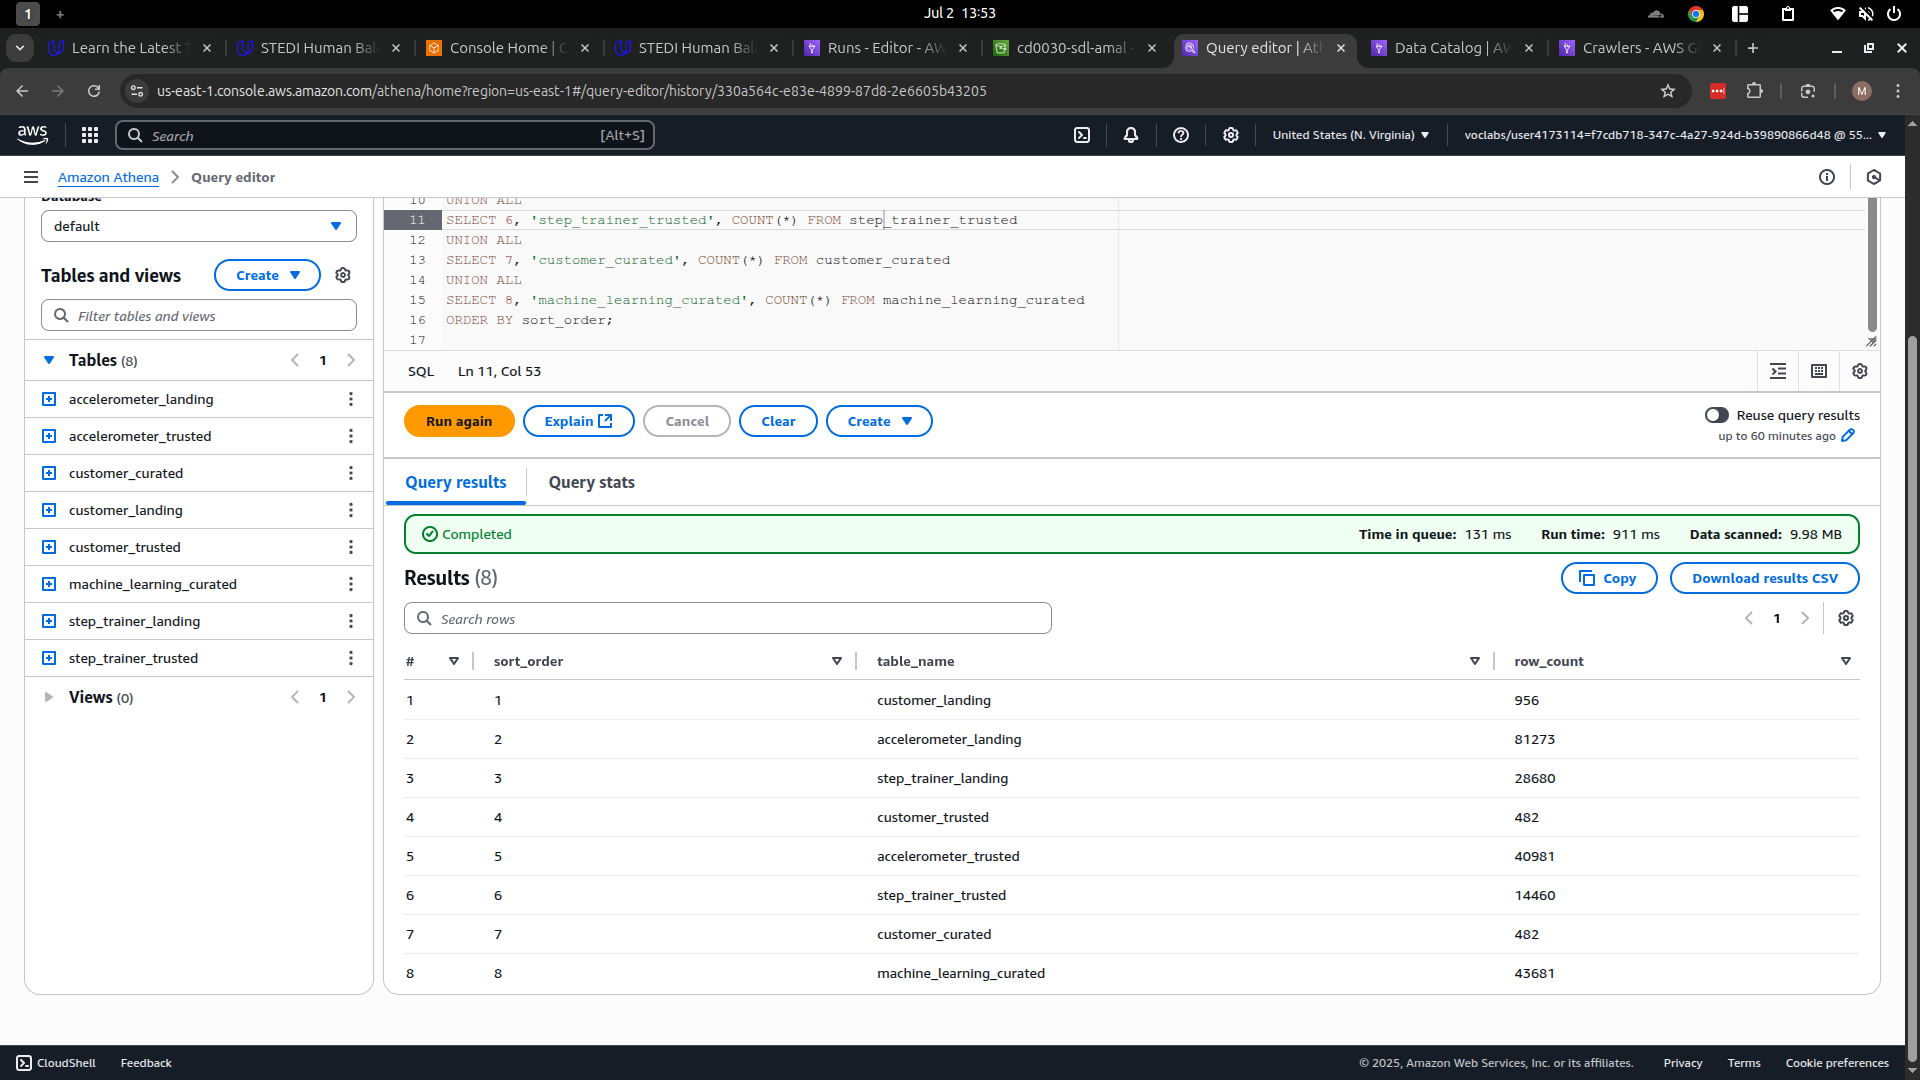 1
Jul 2 13:53
Learn the Latest T
STEDI Human Bal
Console Home | C
STEDI Human Bal
Runs - Editor - AW
cd0030-sdl-amal -
Query editor | Ath
Data Catalog | AW
Crawlers - AWS Gl
us-east-1.console.aws.amazon.com/athena/home?region=us-east-1#/query-editor/history/330a564c-e83e-4899-87d8-2e6605b43205
M
aws
Search
[Alt+S]
United States (N. Virginia)
voclabs/user4173114=f7cdb718-347c-4a27-924d-b39890866d48 @ 55...
Amazon Athena
Query editor
Database
default
Tables and views
Create
Filter tables and views
Tables (8)
1
accelerometer_landing
accelerometer_trusted
customer_curated
customer_landing
customer_trusted
machine_learning_curated
step_trainer_landing
step_trainer_trusted
Views (0)
1
10 UNION ALL
11 SELECT 6, 'step_trainer_trusted', COUNT(*) FROM step_trainer_trusted
12 UNION ALL
13 SELECT 7, 'customer_curated', COUNT(*) FROM customer_curated
14 UNION ALL
15 SELECT 8, 'machine_learning_curated', COUNT(*) FROM machine_learning_curated
16 ORDER BY sort_order;
17
SQL Ln 11, Col 53
Run again
Explain
Cancel
Clear
Create
Reuse query results
up to 60 minutes ago
Query results
Query stats
Completed
Time in queue: 131 ms Run time: 911 ms Data scanned: 9.98 MB
Results (8)
Copy
Download results CSV
Search rows
1
# sort_order table_name row_count
1 1 customer_landing 956
2 2 accelerometer_landing 81273
3 3 step_trainer_landing 28680
4 4 customer_trusted 482
5 5 accelerometer_trusted 40981
6 6 step_trainer_trusted 14460
7 7 customer_curated 482
8 8 machine_learning_curated 43681
CloudShell Feedback
© 2025, Amazon Web Services, Inc. or its affiliates. Privacy Terms Cookie preferences